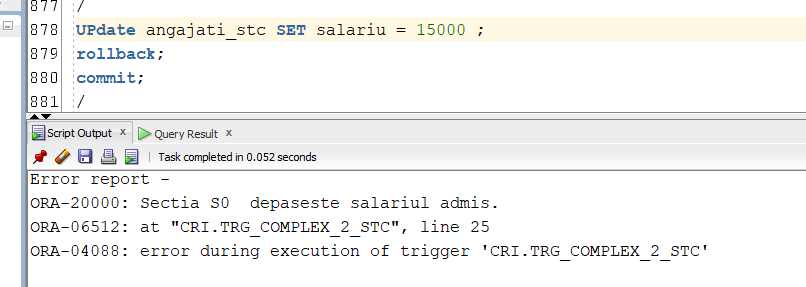 877 /
878 UPdate angajati_stc SET salariu = 15000 ;
879 rollback;
880 commit;
881 /
Script Output x Query Result x
Task completed in 0.052 seconds
Error report -
ORA-20000: Sectia S0  depaseste salariul admis.
ORA-06512: at "CRI.TRG_COMPLEX_2_STC", line 25
ORA-04088: error during execution of trigger 'CRI.TRG_COMPLEX_2_STC'